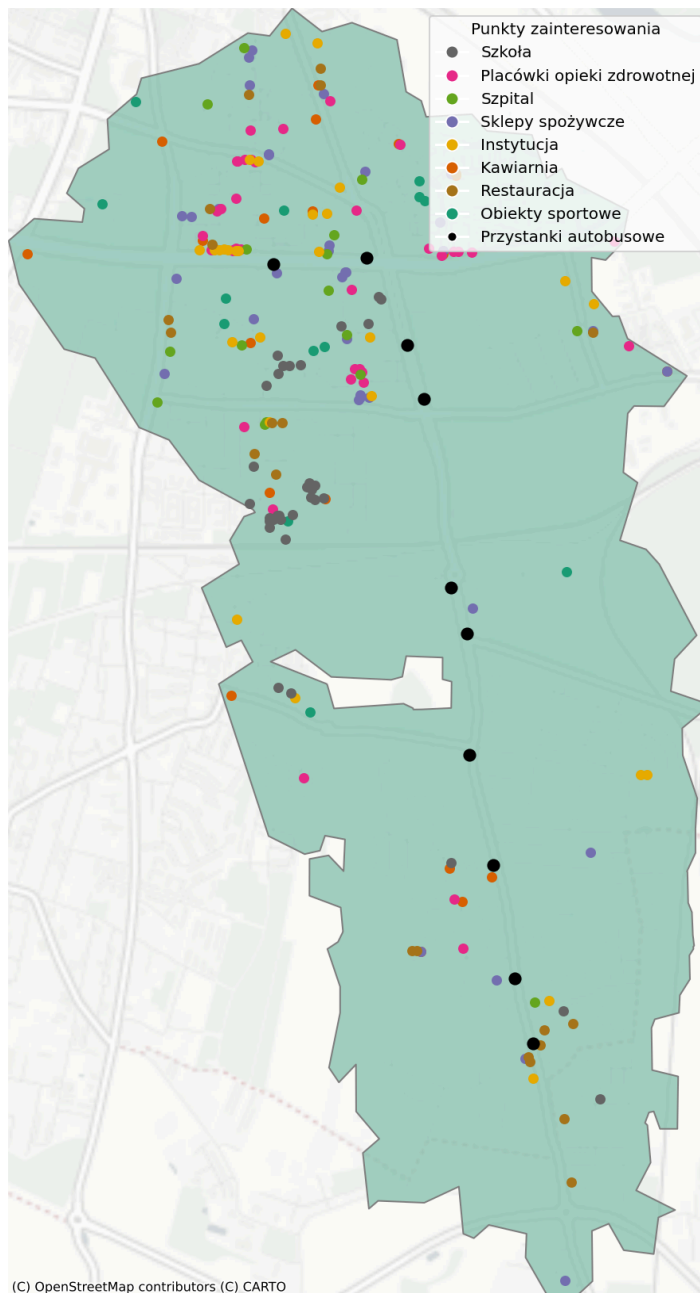 Punkty zainteresowania
Szkoła
Placówki opieki zdrowotnej
Szpital
Sklepy spożywcze
Instytucja
Kawiarnia
Restauracja
Obiekty sportowe
Przystanki autobusowe
(C) OpenStreetMap contributors (C) CARTO